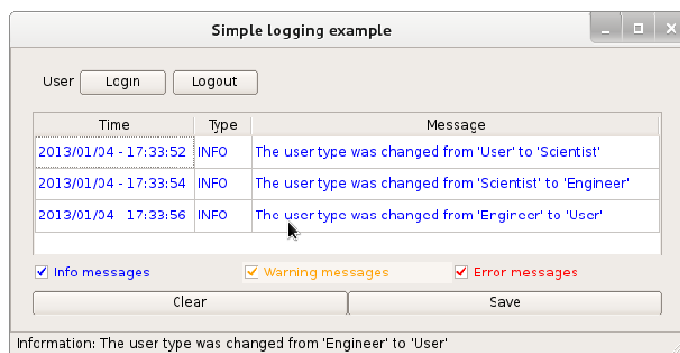 Simple logging example
User Login Logout
Time Type Message
2013/01/04 - 17:33:52 INFO The user type was changed from 'User' to 'Scientist'
2013/01/04 - 17:33:54 INFO The user type was changed from 'Scientist' to 'Engineer'
2013/01/04 - 17:33:56 INFO The user type was changed from 'Engineer' to 'User'
Info messages Warning messages Error messages
Clear Save
Information: The user type was changed from 'Engineer' to 'User'